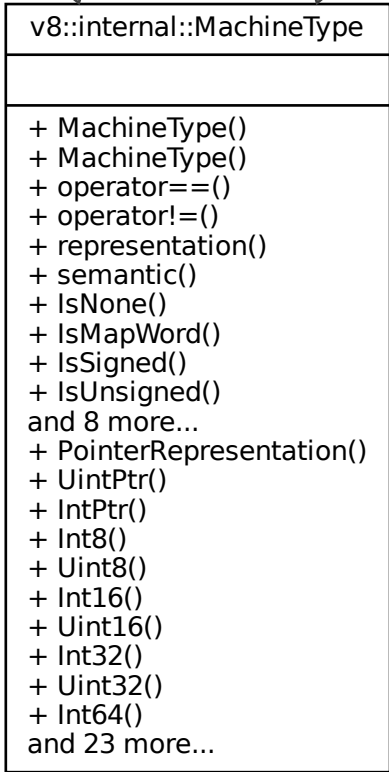 v8::internal::MachineType
+ MachineType()
+ MachineType()
+ operator==()
+ operator!=()
+ representation()
+ semantic()
+ IsNone()
+ IsMapWord()
+ IsSigned()
+ IsUnsigned()
and 8 more...
+ PointerRepresentation()
+ UintPtr()
+ IntPtr()
+ Int8()
+ Uint8()
+ Int16()
+ Uint16()
+ Int32()
+ Uint32()
+ Int64()
and 23 more...